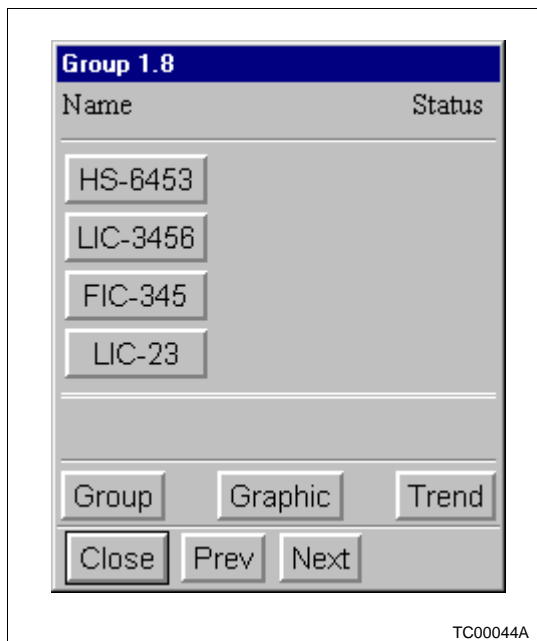 Group 1.8
Name Status
HS-6453
LIC-3456
FIC-345
LIC-23
Group Graphic Trend
Close Prev Next
TC00044A